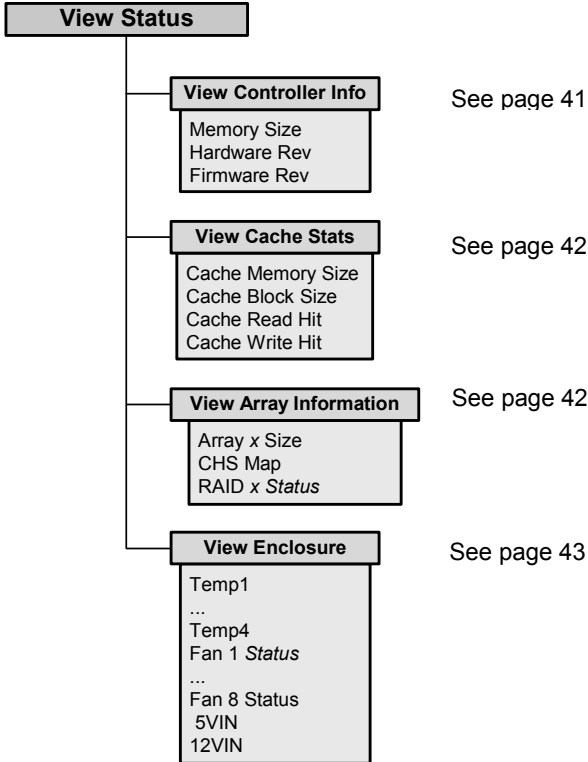 View Status
View Controller Info
See page 41
Memory Size
Hardware Rev
Firmware Rev
View Cache Stats
See page 42
Cache Memory Size
Cache Block Size
Cache Read Hit
Cache Write Hit
View Array Information
See page 42
Array x Size
CHS Map
RAID x Status
View Enclosure
See page 43
Temp1
...
Temp4
Fan 1 Status
...
Fan 8 Status
5VIN
12VIN